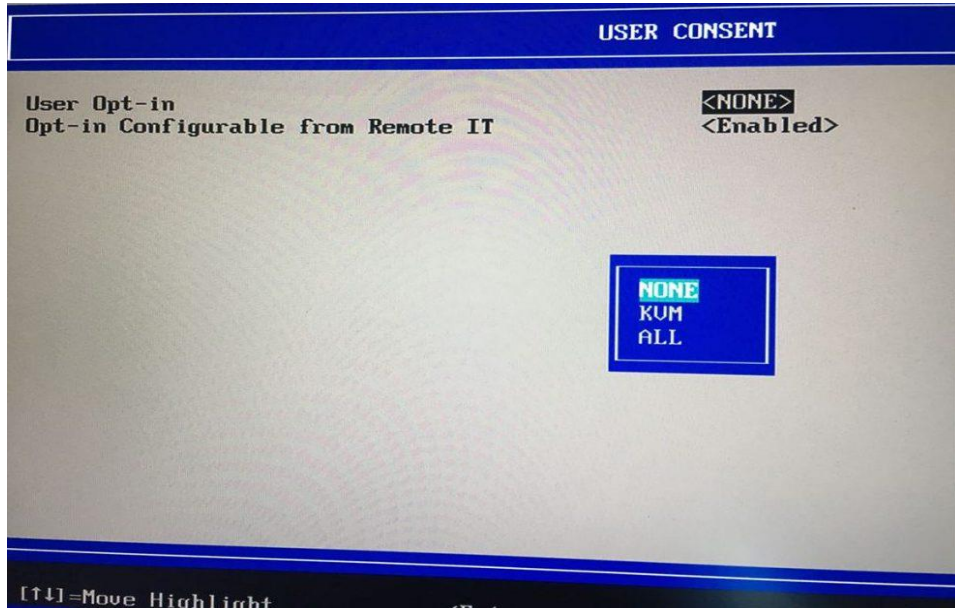 USER CONSENT
User Opt-in <NONE>
Opt-in Configurable from Remote IT <Enabled>
NONE
KVM
ALL
[↑↓]=Move Highlight